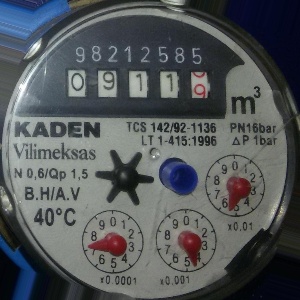 98212585
0911 9
m³
KADEN TCS 142/92-1136 PN16bar
Vilimeksas LT 1-415:1996 △P 1bar
N 0,6/Qp 1,5
B.H/A.V
40°C
x0.01
x0.0001 x0.001